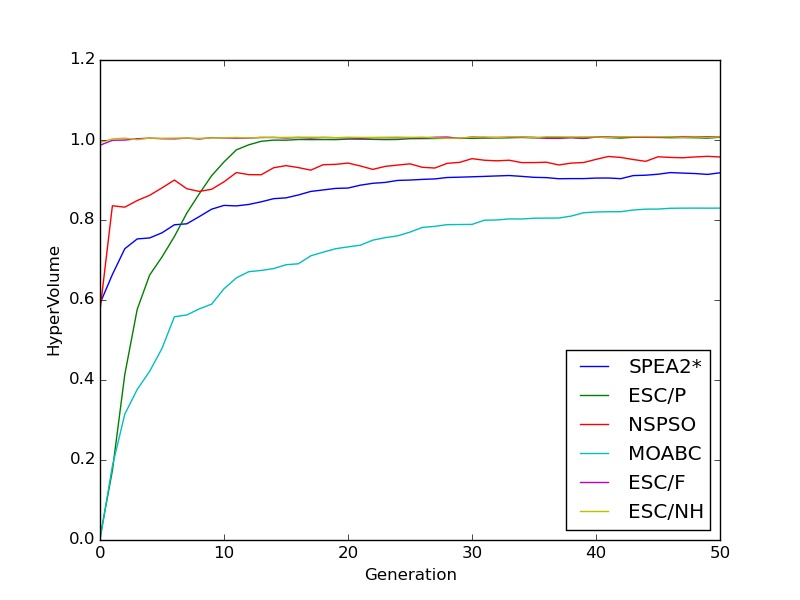 1.2
1.0
0.8
0.6
0.4
0.2
0.0
HyperVolume
SPEA2*
ESC/P
NSPSO
MOABC
ESC/F
ESC/NH
0 10 20 30 40 50
Generation